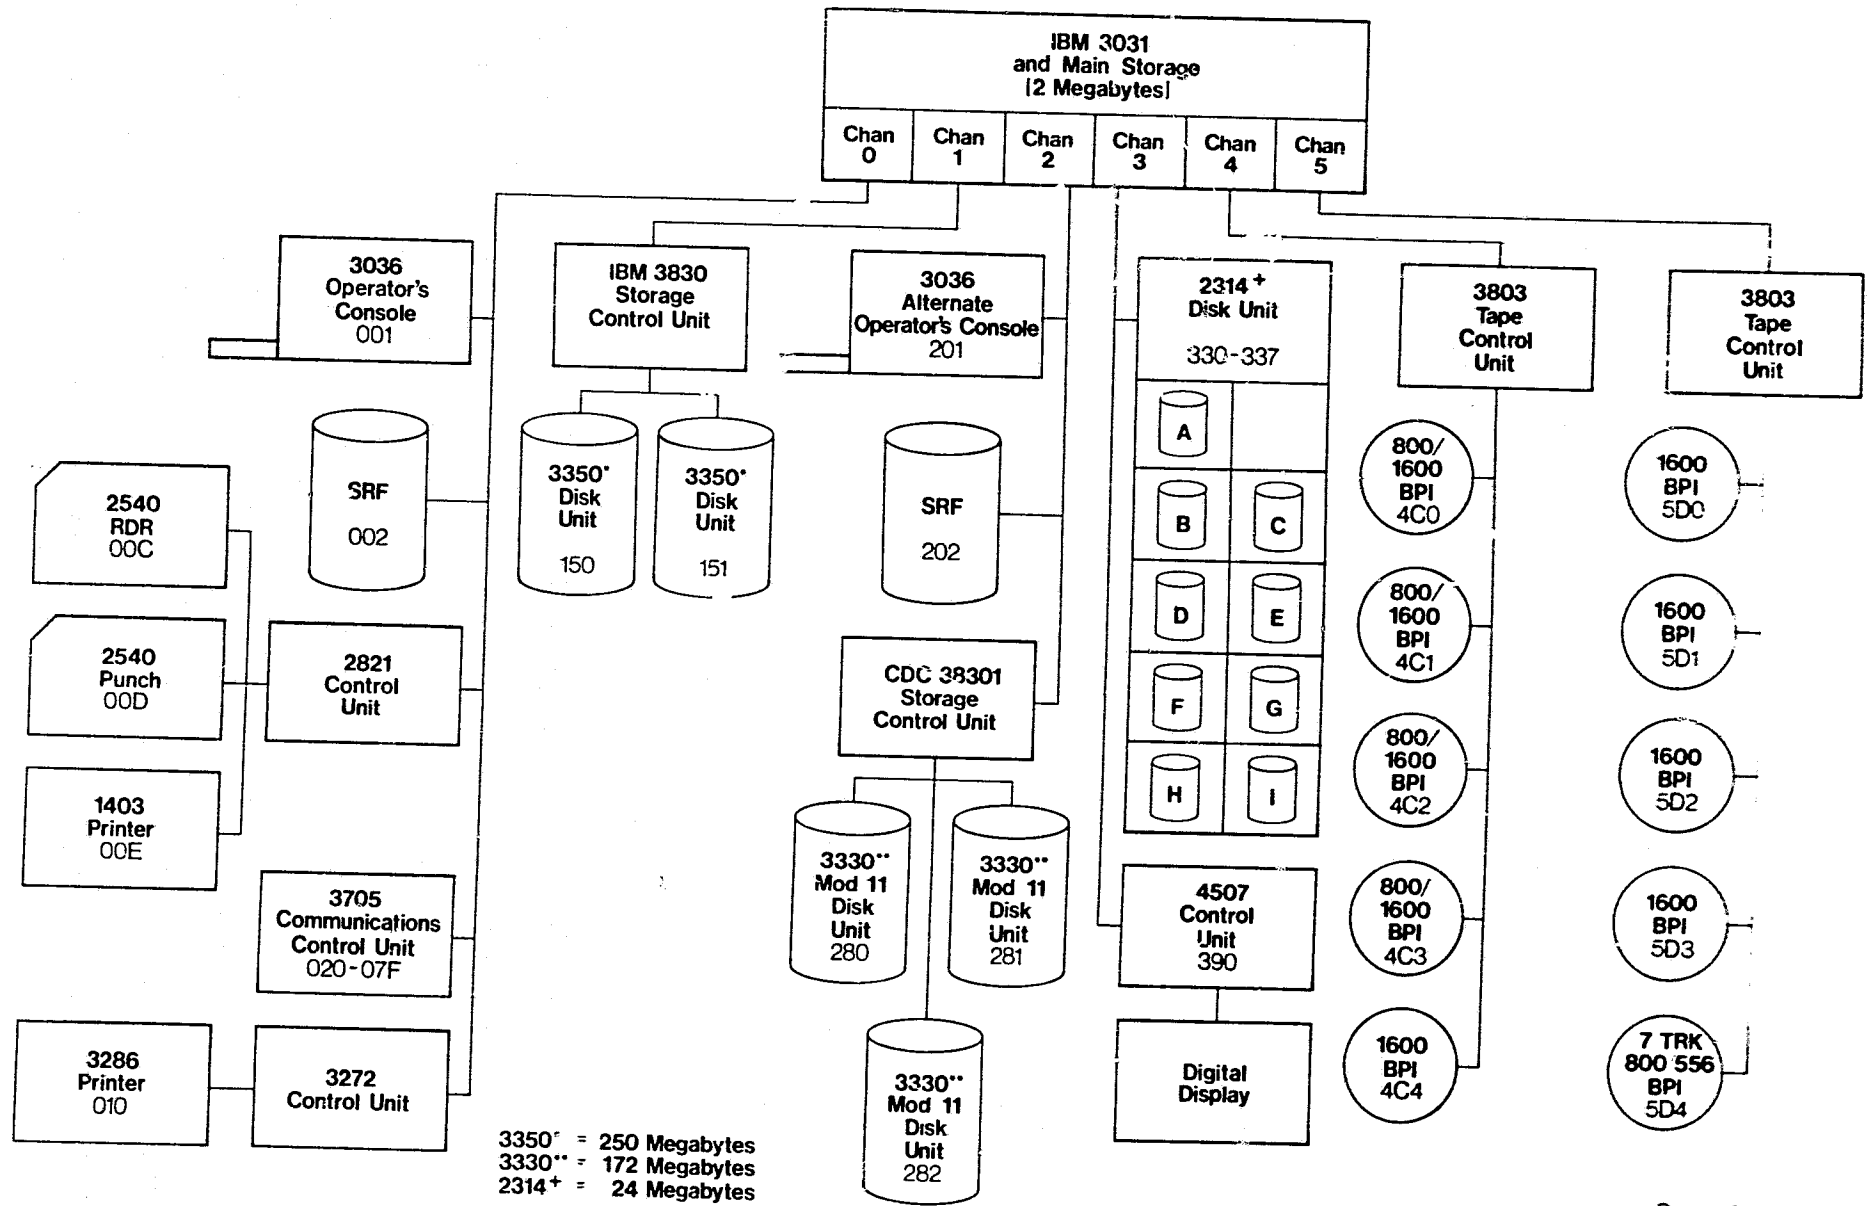 IBM 3031
and Main Storage
[2 Megabytes]
Chan
0
Chan
1
Chan
2
Chan
3
Chan
4
Chan
5
3036
Operator's
Console
001
IBM 3830
Storage
Control Unit
3036
Alternate
Operator's Console
201
2314+
Disk Unit
330-337
3803
Tape
Control
Unit
3803
Tape
Control
Unit
SRF
002
3350*
Disk
Unit
150
3350*
Disk
Unit
151
SRF
202
A
B
C
D
E
F
G
H
I
2540
RDR
00C
2540
Punch
00D
1403
Printer
00E
2821
Control
Unit
3705
Communications
Control Unit
020-07F
3286
Printer
010
3272
Control Unit
CDC 38301
Storage
Control Unit
3330**
Mod 11
Disk
Unit
280
3330**
Mod 11
Disk
Unit
281
3330**
Mod 11
Disk
Unit
282
4507
Control
Unit
390
Digital
Display
800/
1600
BPI
4C0
800/
1600
BPI
4C1
800/
1600
BPI
4C2
800/
1600
BPI
4C3
1600
BPI
4C4
1600
BPI
5D0
1600
BPI
5D1
1600
BPI
5D2
1600
BPI
5D3
7 TRK
800 556
BPI
5D4
3350* = 250 Megabytes
3330** = 172 Megabytes
2314+ = 24 Megabytes